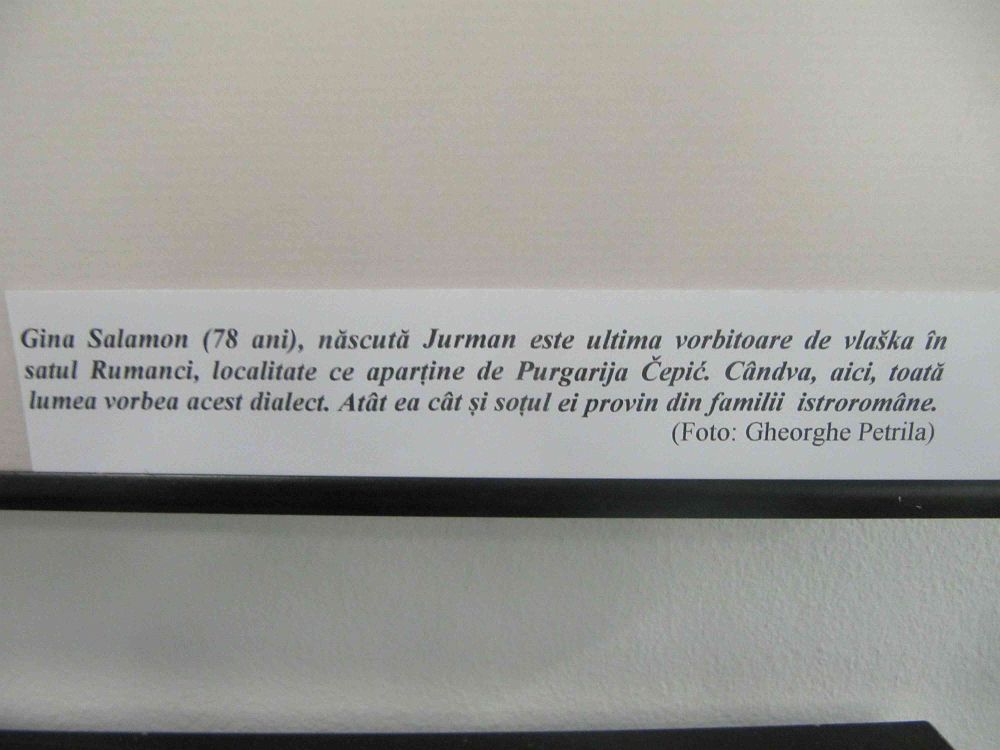 Gina Salamon (78 ani), născută Jurman este ultima vorbitoare de vlaška în
satul Rumanci, localitate ce aparține de Purgarija Čepić. Cândva, aici, toată
lumea vorbea acest dialect. Atât ea cât și soțul ei provin din familii istroromâne.
(Foto: Gheorghe Petrila)